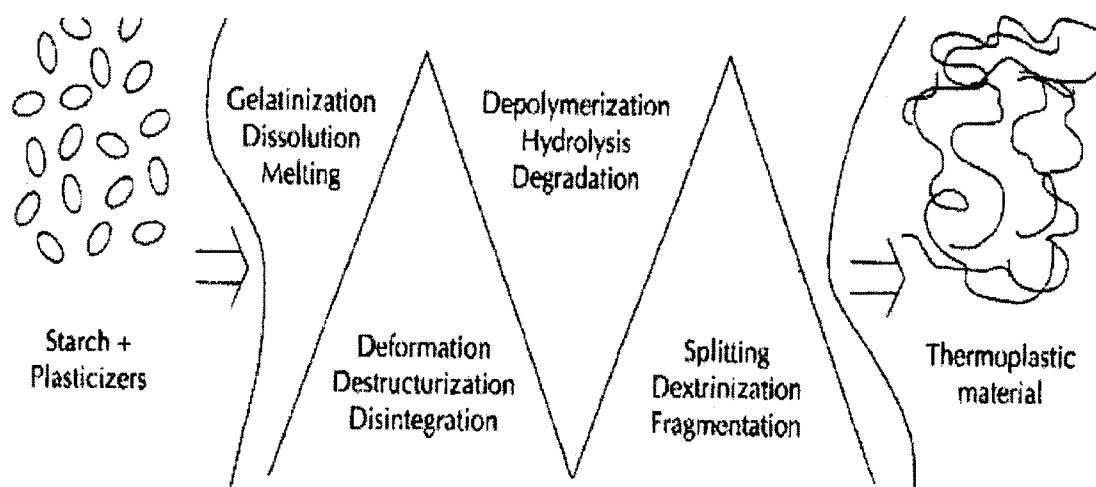 Gelatinization
Dissolution
Melting
Depolymerization
Hydrolysis
Degradation
Starch +
Plasticizers
Deformation
Destructurization
Disintegration
Splitting
Dextrinization
Fragmentation
Thermoplastic
material